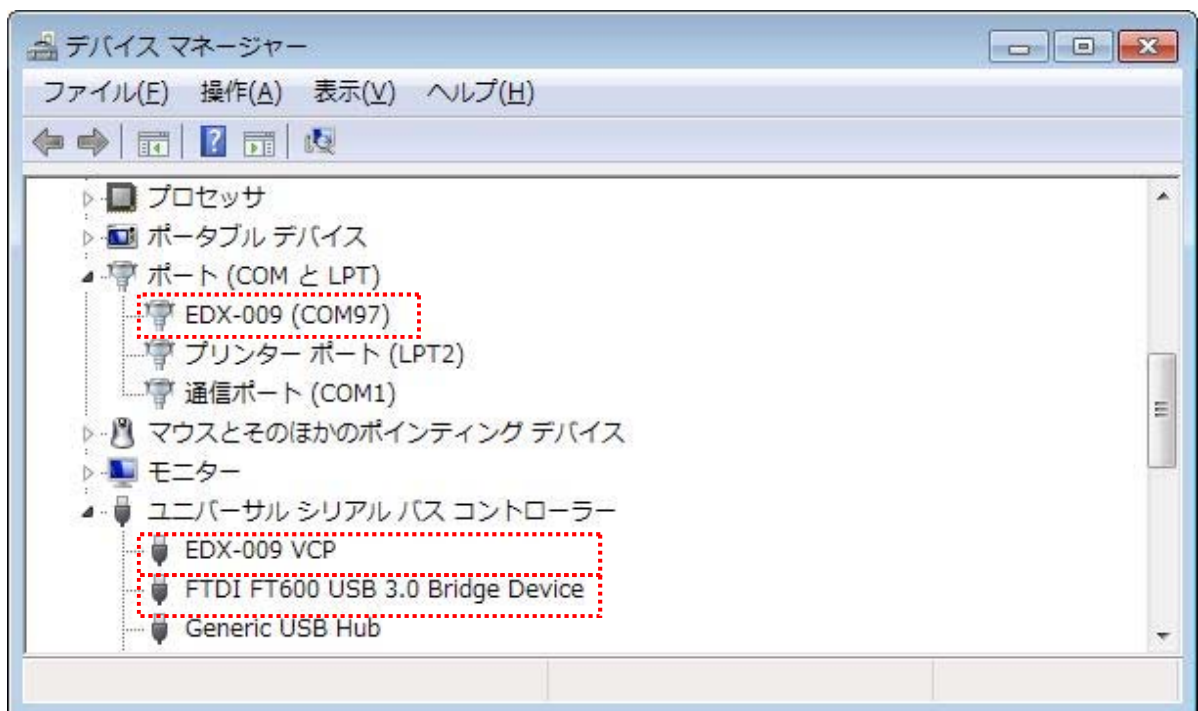 デバイス マネージャー
ファイル(F) 操作(A) 表示(V) ヘルプ(H)
プロセッサ
ポータブル デバイス
ポート (COM と LPT)
EDX-009 (COM97)
プリンター ポート (LPT2)
通信ポート (COM1)
マウスとそのほかのポインティング デバイス
モニター
ユニバーサル シリアル バス コントローラー
EDX-009 VCP
FTDI FT600 USB 3.0 Bridge Device
Generic USB Hub